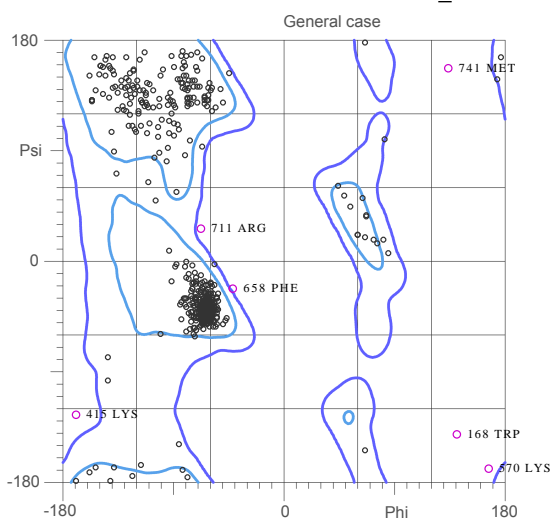 General case
180
741 MET
Psi
711 ARG
0
658 PHE
415 LYS
168 TRP
570 LYS
-180
-180
0
Phi
180